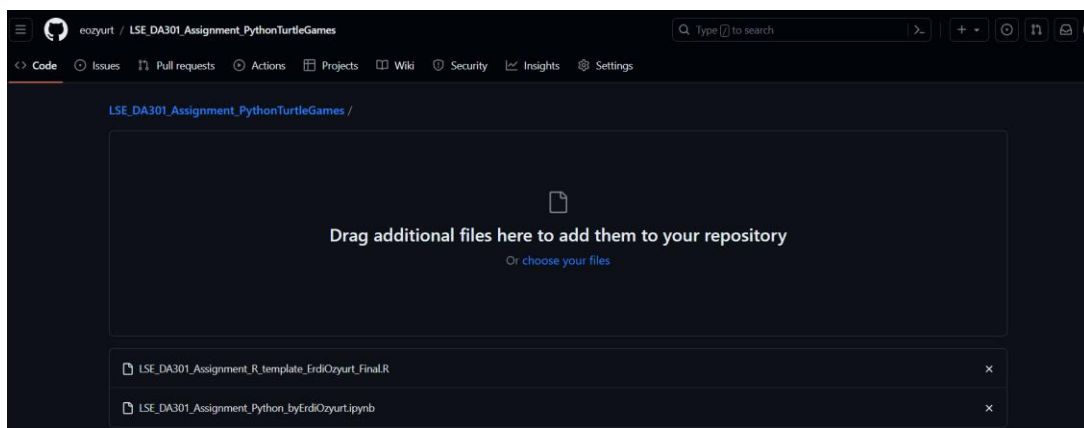 eozyurt / LSE_DA301_Assignment_PythonTurtleGames
Type / to search
Code Issues Pull requests Actions Projects Wiki Security Insights Settings
LSE_DA301_Assignment_PythonTurtleGames /
Drag additional files here to add them to your repository
Or choose your files
LSE_DA301_Assignment_R_template_ErdiOzyurt_Final.R
LSE_DA301_Assignment_Python_byErdiOzyurt.ipynb